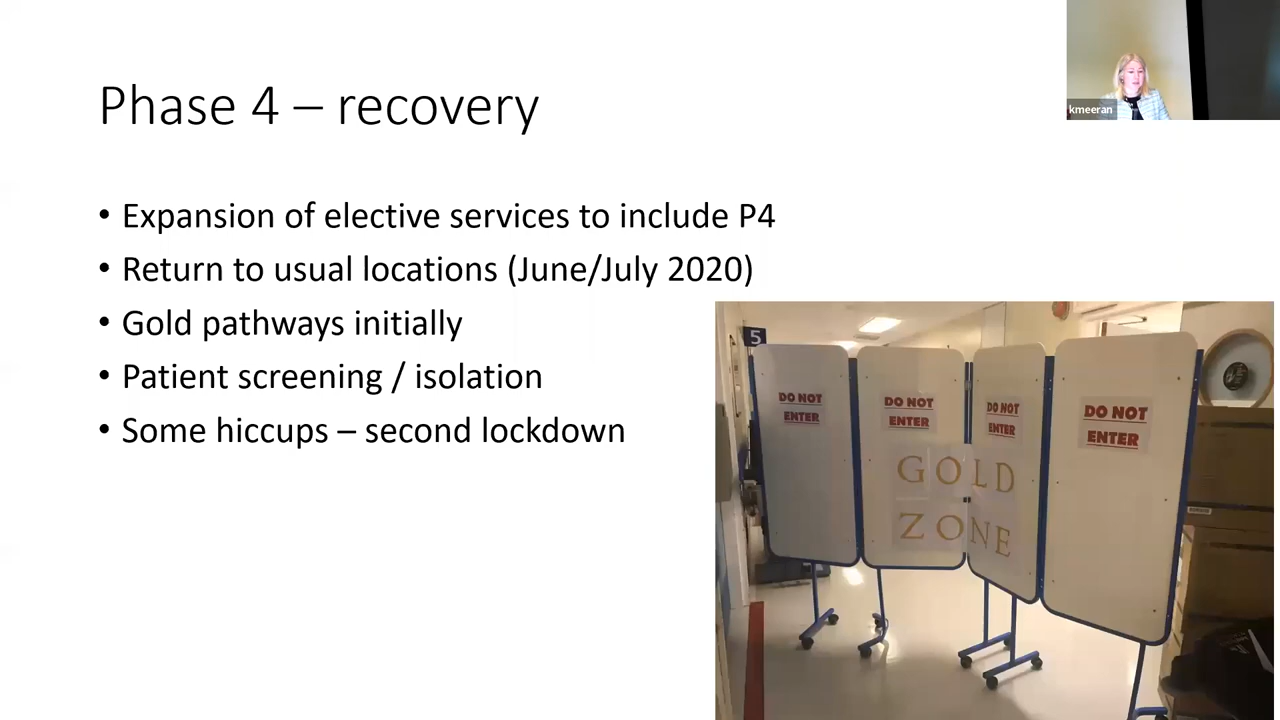 Phase 4 – recovery
kmeeran
• Expansion of elective services to include P4
• Return to usual locations (June/July 2020)
• Gold pathways initially
• Patient screening / isolation
• Some hiccups – second lockdown
5
DO NOT
ENTER
DO NOT
ENTER
DO NOT
ENTER
DO NOT
ENTER
GOLD
ZONE